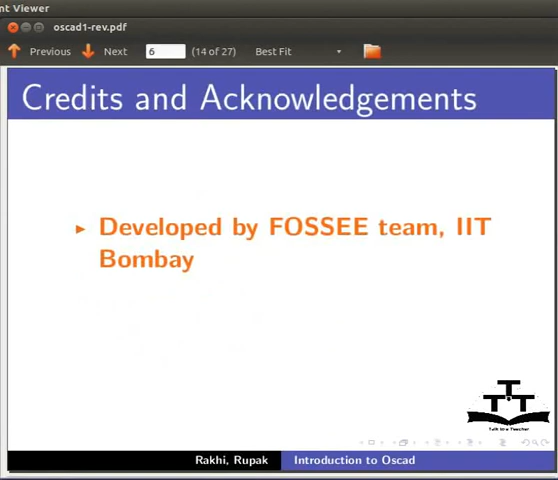 nt Viewer
oscad1-rev.pdf
Previous Next 6 (14 of 27) Best Fit
Credits and Acknowledgements
Developed by FOSSEE team, IIT
Bombay
T
T T
Talk to a Teacher
Rakhi, Rupak Introduction to Oscad